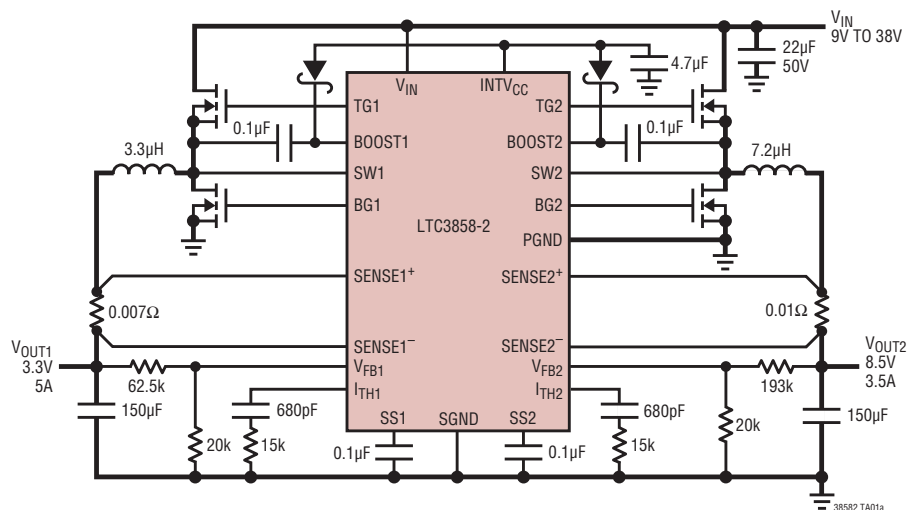 V_IN
9V TO 38V
22µF
50V
4.7µF
V_IN
INTV_CC
TG1
TG2
0.1µF
0.1µF
BOOST1
BOOST2
3.3µH
7.2µH
SW1
SW2
BG1
BG2
LTC3858-2
PGND
SENSE1+
SENSE2+
0.007Ω
0.01Ω
SENSE1–
SENSE2–
V_OUT1
3.3V
5A
V_OUT2
8.5V
3.5A
V_FB1
V_FB2
62.5k
193k
I_TH1
I_TH2
150µF
680pF
680pF
150µF
SS1
SGND
SS2
20k
15k
0.1µF
0.1µF
15k
20k
38582 TA01a